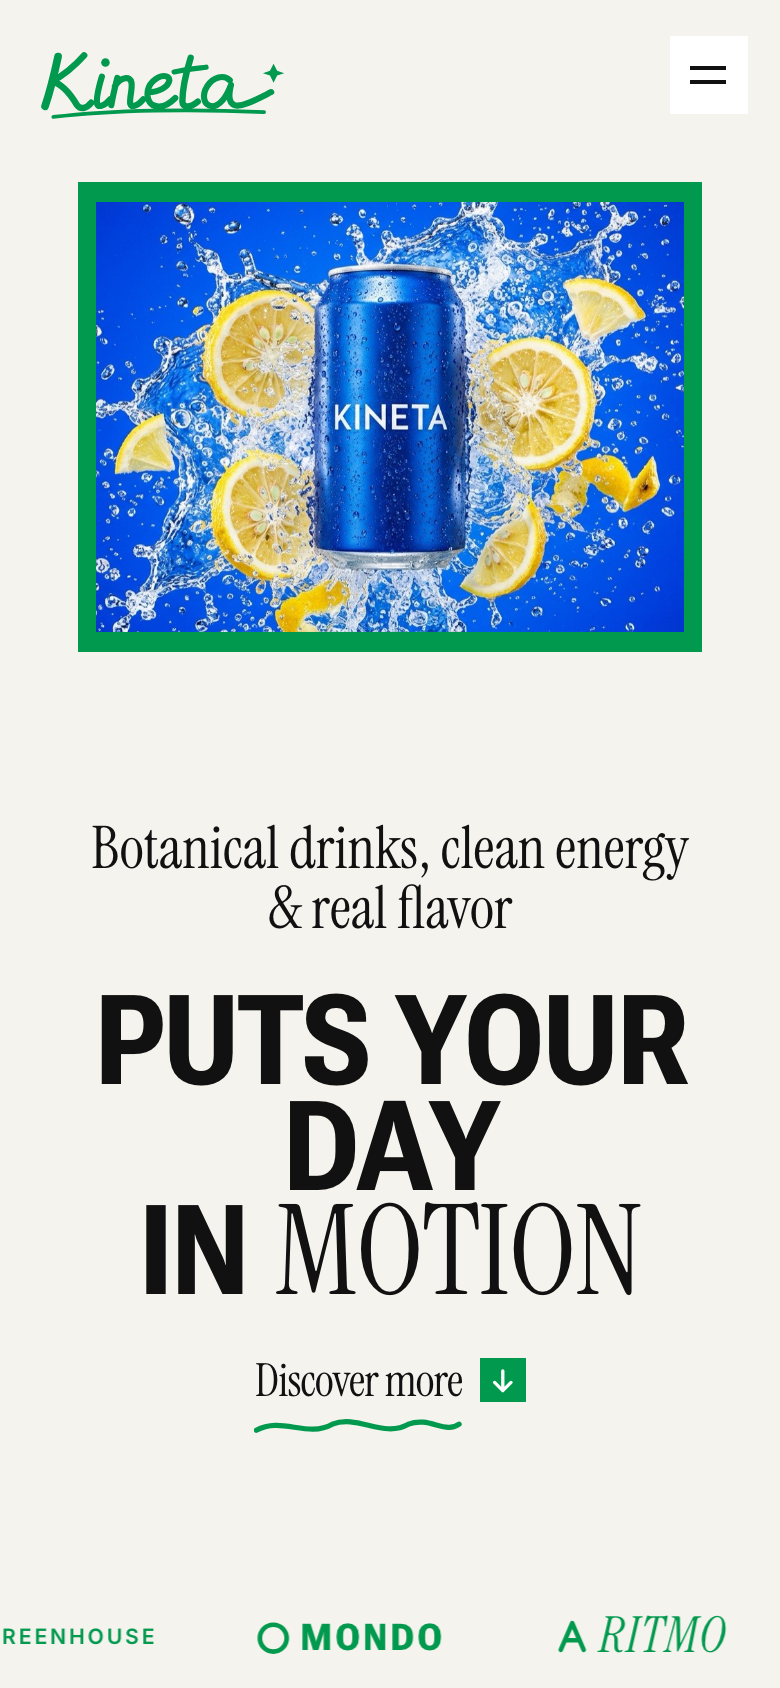 Kineta
KINETA
Botanical drinks, clean energy
& real flavor
PUTS YOUR
DAY
IN MOTION
Discover more
REENHOUSE
MONDO
A RITMO